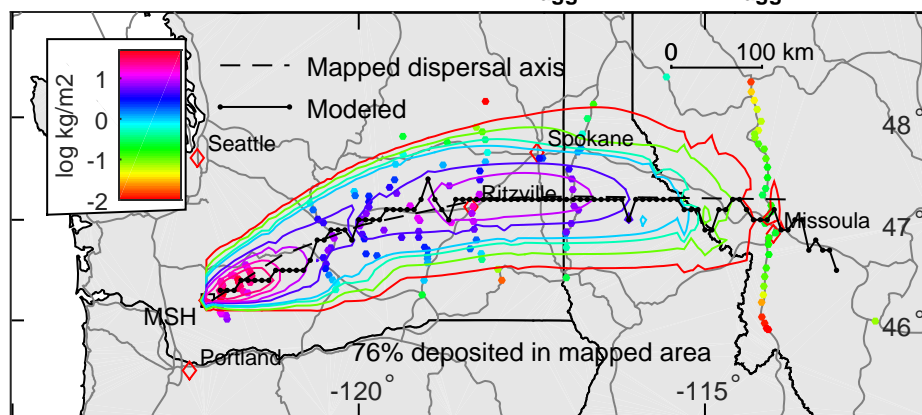 log kg/m2
1
0
-1
-2
Mapped dispersal axis
Modeled
0 100 km
Seattle
Spokane
Ritzville
Missoula
MSH
Portland
76% deposited in mapped area
48°
47°
46°
-120° -115°